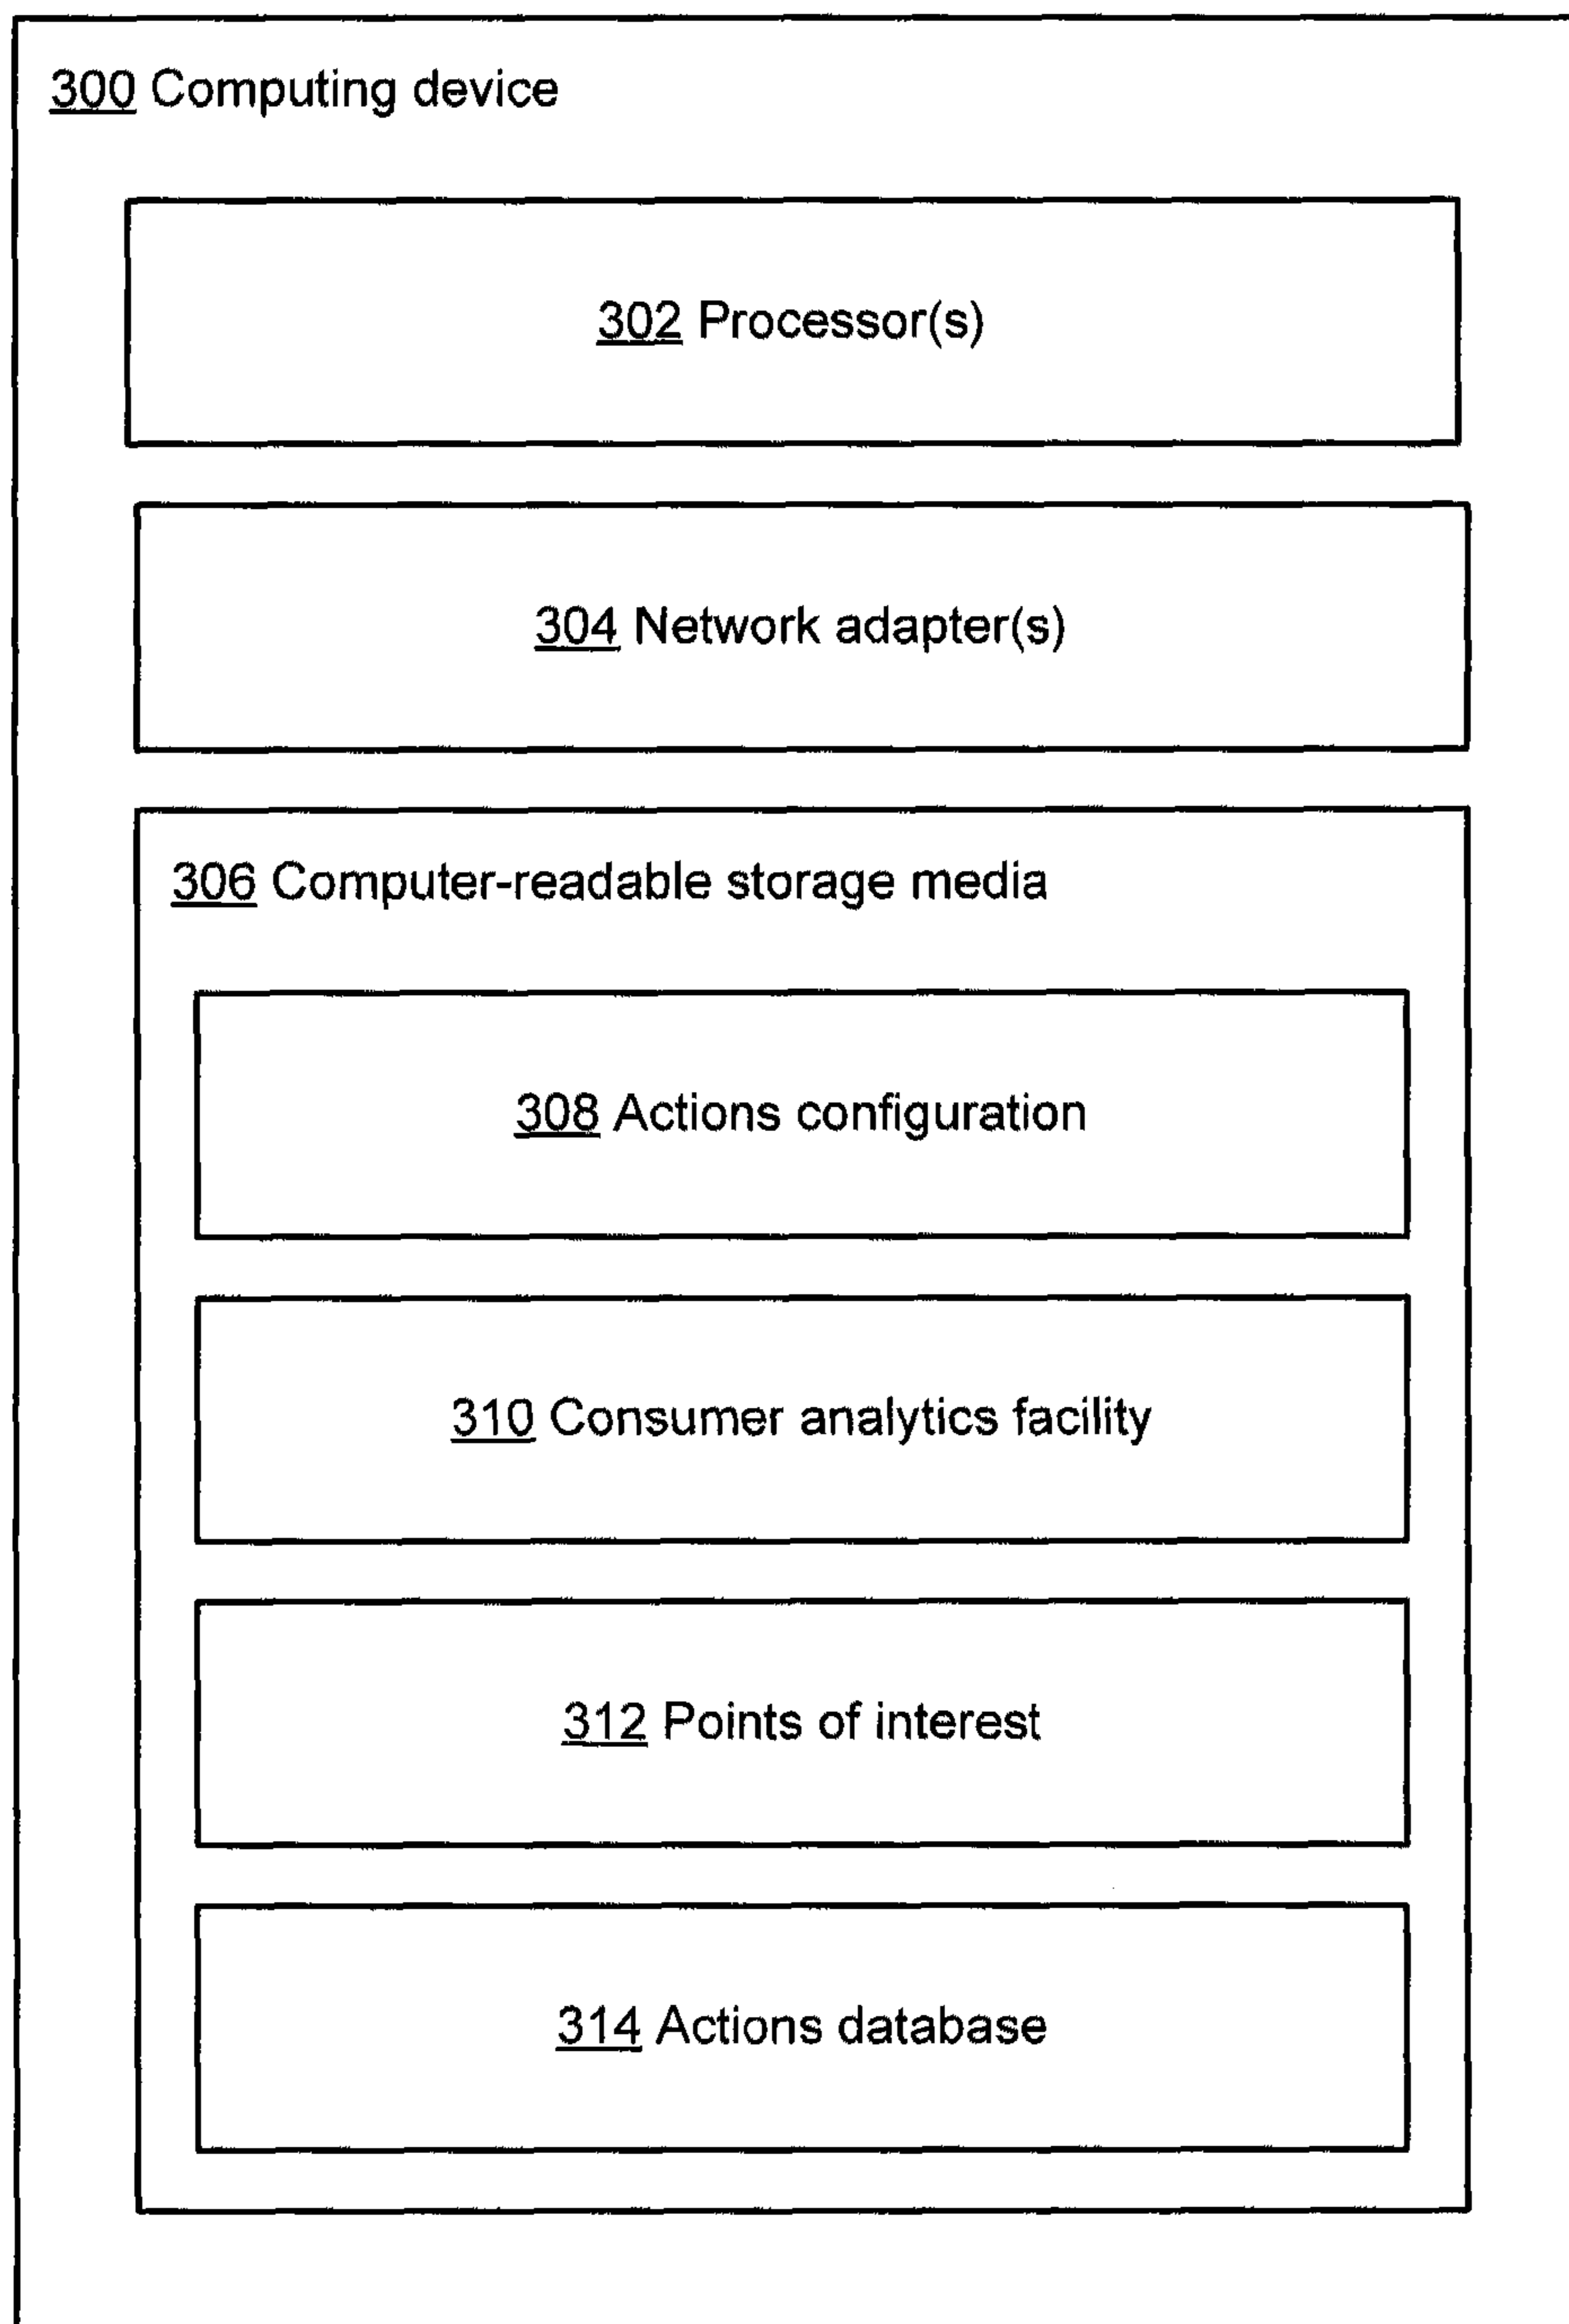 300 Computing device
302 Processor(s)
304 Network adapter(s)
306 Computer-readable storage media
308 Actions configuration
310 Consumer analytics facility
312 Points of interest
314 Actions database